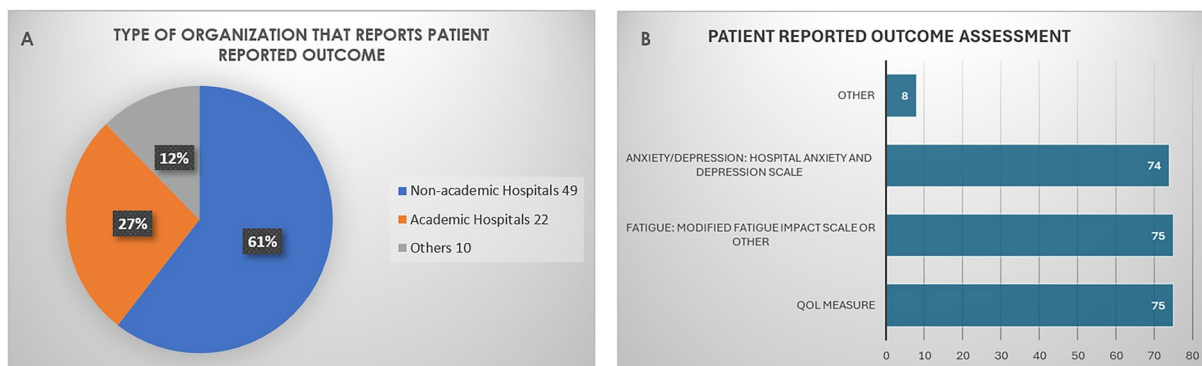 A
TYPE OF ORGANIZATION THAT REPORTS PATIENT
REPORTED OUTCOME
12%
27%
61%
Non-academic Hospitals 49
Academic Hospitals 22
Others 10
B
PATIENT REPORTED OUTCOME ASSESSMENT
OTHER
8
ANXIETY/DEPRESSION: HOSPITAL ANXIETY AND
DEPRESSION SCALE
74
FATIGUE: MODIFIED FATIGUE IMPACT SCALE OR
OTHER
75
QOL MEASURE
75
0 10 20 30 40 50 60 70 80